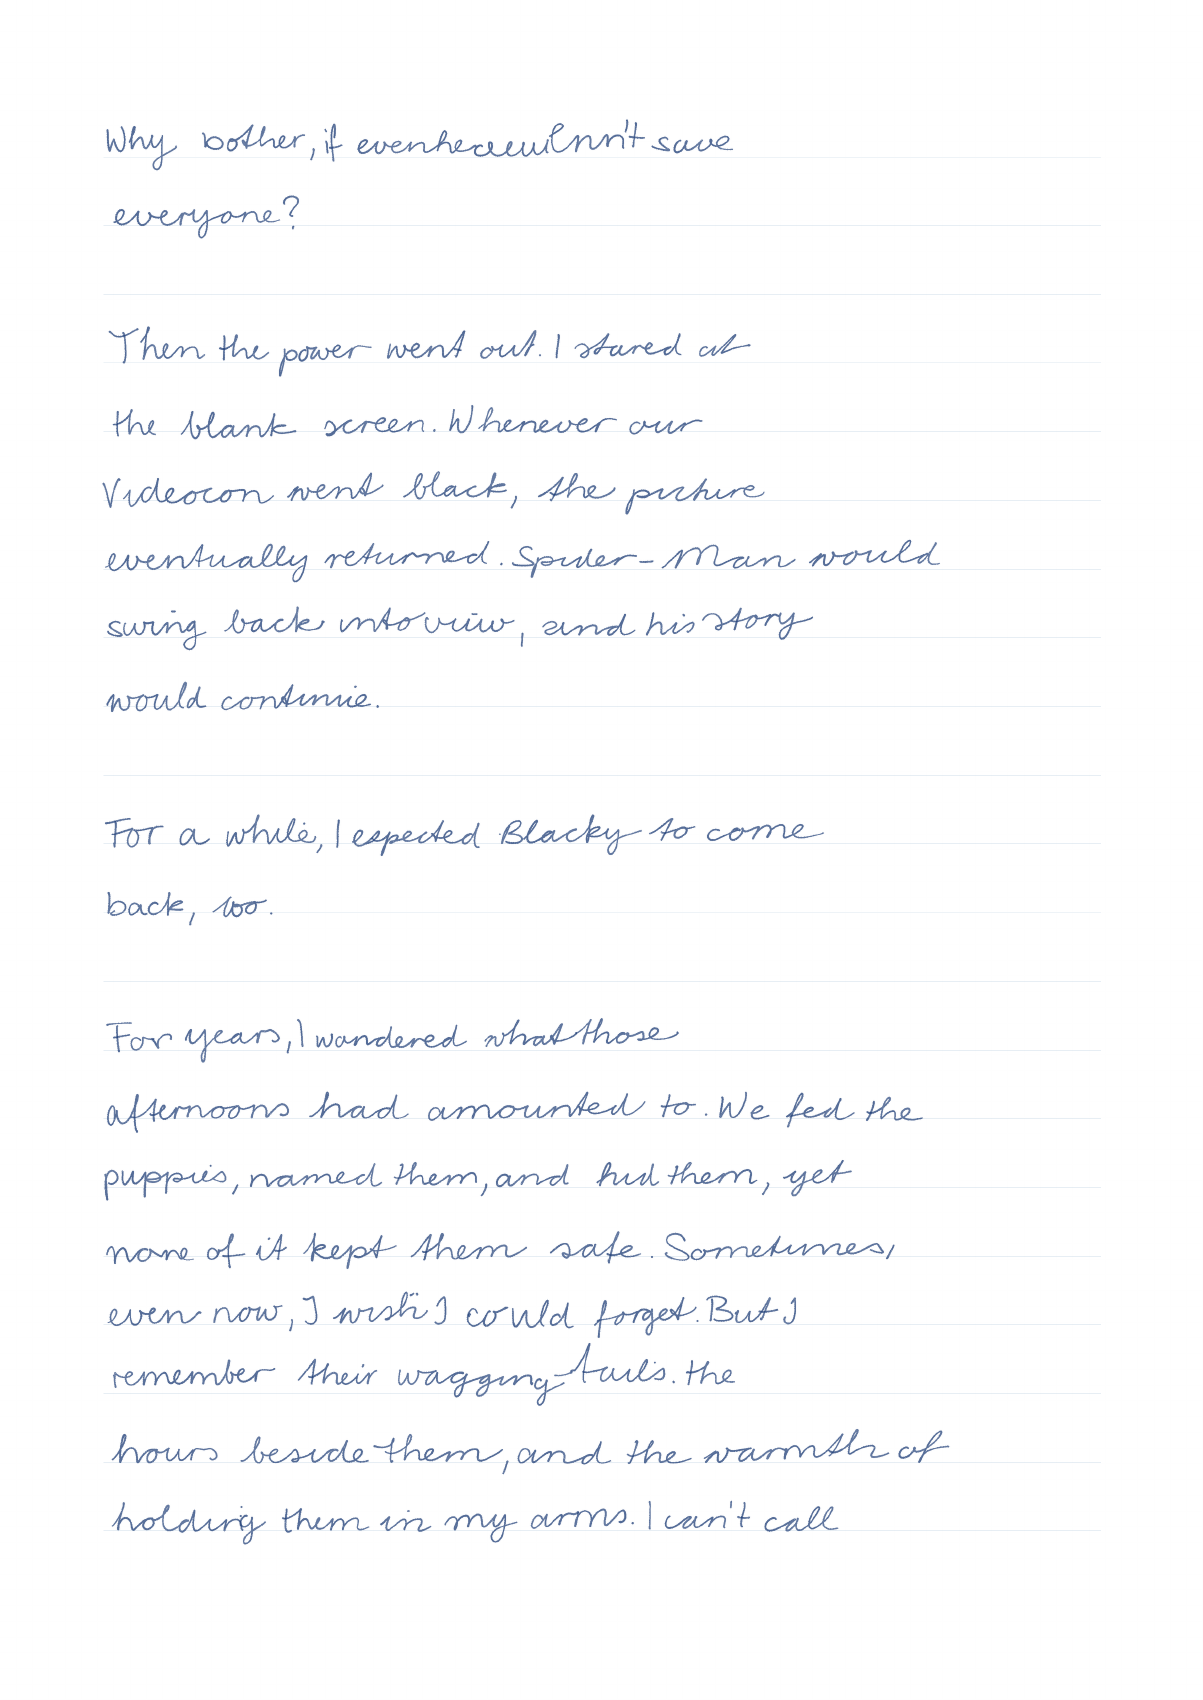 Why bother, if even he save
everyone?
Then the power went out. I stared at
the blank screen. Whenever our
Videocon went black, the picture
eventually returned. Spider-Man would
swing back into view, and his story
would continue.
For a while, I expected Blacky to come
back, too.
For years, I wondered what those
afternoons had amounted to. We fed the
puppies, named them, and hid them, yet
none of it kept them safe. Sometimes,
even now, I wish I could forget. But I
remember their wagging tails. the
hours beside them, and the warmth of
holding them in my arms. I can't call